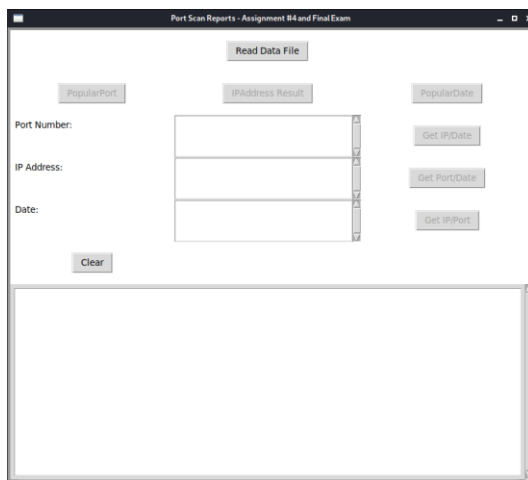 Port Scan Reports - Assignment #4 and Final Exam
Read Data File
PopularPort
IPAddress Result
PopularDate
Port Number:
Get IP/Date
IP Address:
Get Port/Date
Date:
Get IP/Port
Clear